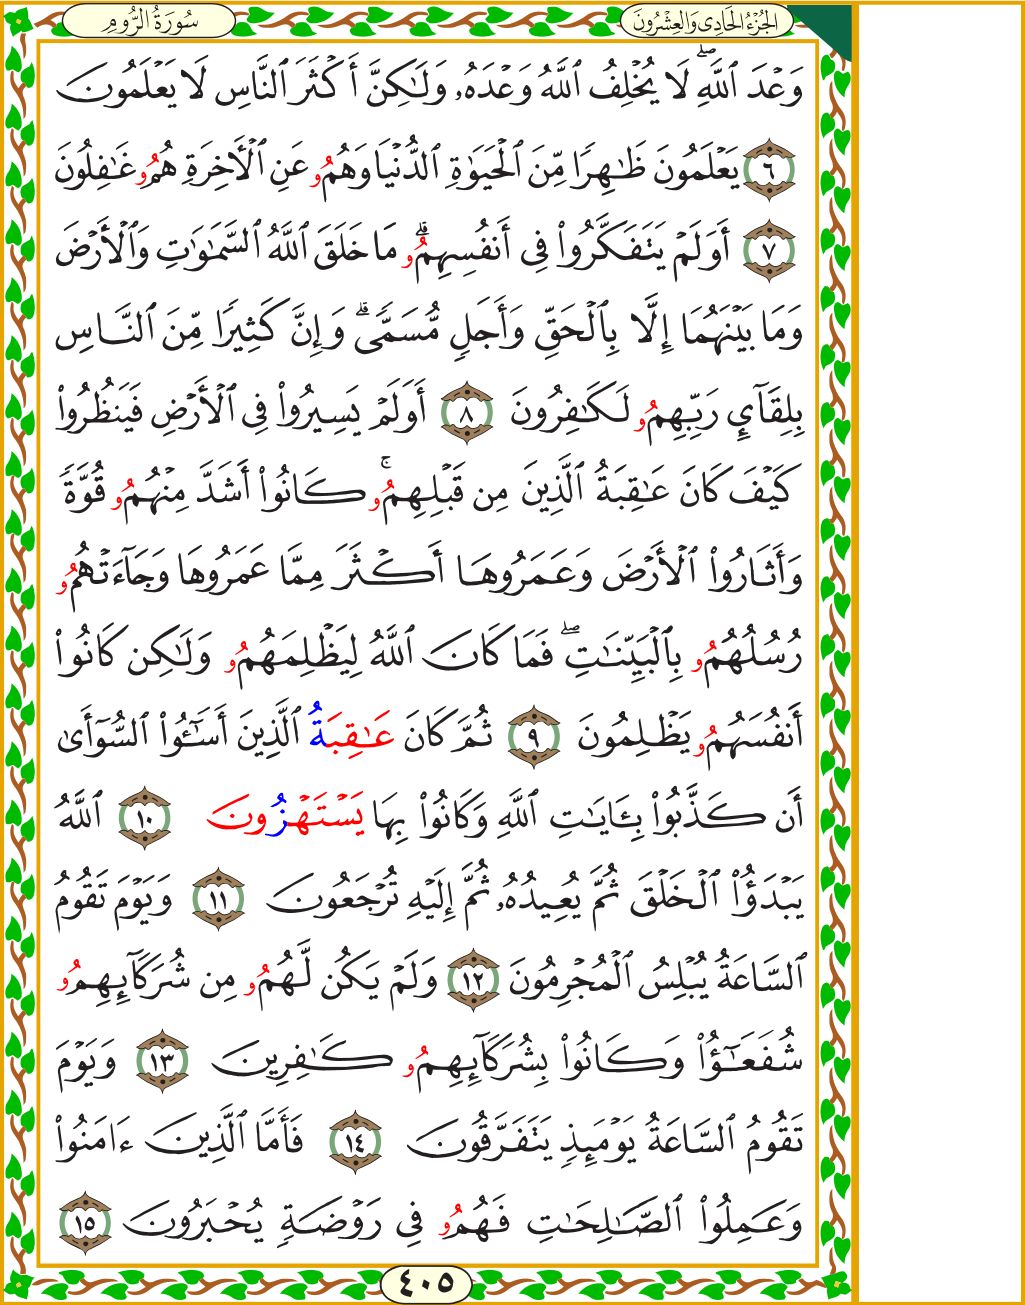 الجُزْءُ الحَادِى وَالعِشْرُونَ
سُورَةُ الرُّومِ
وَعْدَ ٱللَّهِۖ لَا يُخْلِفُ ٱللَّهُ وَعْدَهُۥ وَلَٰكِنَّ أَكْثَرَ ٱلنَّاسِ لَا يَعْلَمُونَ
٦ يَعْلَمُونَ ظَٰهِرًا مِّنَ ٱلْحَيَوٰةِ ٱلدُّنْيَا وَهُمُۥ عَنِ ٱلْأَخِرَةِ هُمُۥ غَٰفِلُونَ
٧ أَوَلَمْ يَتَفَكَّرُوا۟ فِى أَنفُسِهِمُۥۗ مَا خَلَقَ ٱللَّهُ ٱلسَّمَٰوَٰتِ وَٱلْأَرْضَ
وَمَا بَيْنَهُمَا إِلَّا بِٱلْحَقِّ وَأَجَلٍ مُّسَمًّىۗ وَإِنَّ كَثِيرًا مِّنَ ٱلنَّاسِ
بِلِقَآئِ رَبِّهِمُۥ لَكَٰفِرُونَ ٨ أَوَلَمْ يَسِيرُوا۟ فِى ٱلْأَرْضِ فَيَنظُرُوا۟
كَيْفَ كَانَ عَٰقِبَةُ ٱلَّذِينَ مِن قَبْلِهِمُۥۚ كَانُوا۟ أَشَدَّ مِنْهُمُۥ قُوَّةً
وَأَثَارُوا۟ ٱلْأَرْضَ وَعَمَرُوهَا أَكْثَرَ مِمَّا عَمَرُوهَا وَجَآءَتْهُمُۥ
رُسُلُهُمُۥ بِٱلْبَيِّنَٰتِۖ فَمَا كَانَ ٱللَّهُ لِيَظْلِمَهُمُۥ وَلَٰكِن كَانُوا۟
أَنفُسَهُمُۥ يَظْلِمُونَ ٩ ثُمَّ كَانَ عَٰقِبَةُ ٱلَّذِينَ أَسَٰٓـُٔوا۟ ٱلسُّوٓأَىٰ
أَن كَذَّبُوا۟ بِـَٔايَٰتِ ٱللَّهِ وَكَانُوا۟ بِهَا يَسْتَهْزُونَ ١٠ ٱللَّهُ
يَبْدَؤُا۟ ٱلْخَلْقَ ثُمَّ يُعِيدُهُۥ ثُمَّ إِلَيْهِ تُرْجَعُونَ ١١ وَيَوْمَ تَقُومُ
ٱلسَّاعَةُ يُبْلِسُ ٱلْمُجْرِمُونَ ١٢ وَلَمْ يَكُن لَّهُمُۥ مِن شُرَكَآئِهِمُۥ
شُفَعَٰٓؤُا۟ وَكَانُوا۟ بِشُرَكَآئِهِمُۥ كَٰفِرِينَ ١٣ وَيَوْمَ
تَقُومُ ٱلسَّاعَةُ يَوْمَئِذٍ يَتَفَرَّقُونَ ١٤ فَأَمَّا ٱلَّذِينَ ءَامَنُوا۟
وَعَمِلُوا۟ ٱلصَّٰلِحَٰتِ فَهُمُۥ فِى رَوْضَةٍ يُحْبَرُونَ ١٥
٤٠٥